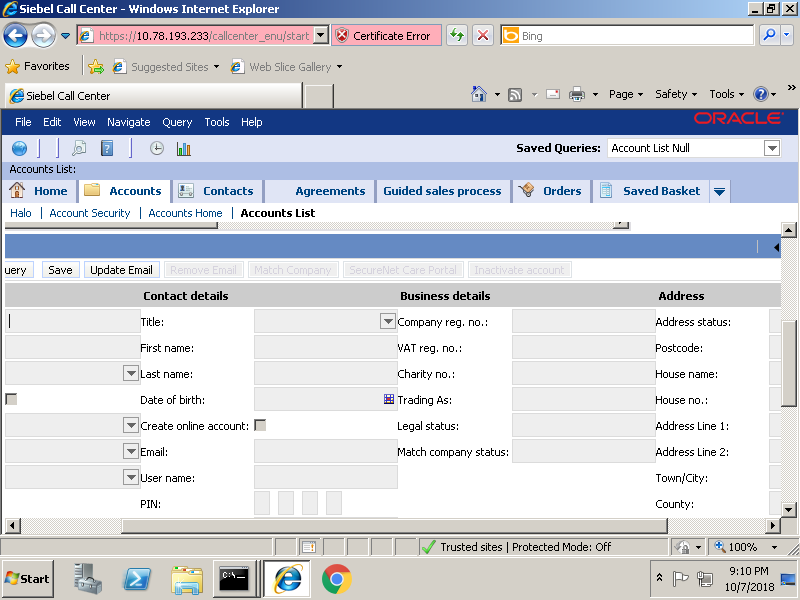 Siebel Call Center - Windows Internet Explorer
https://10.78.193.233/callcenter_enu/start
Certificate Error
Bing
Favorites
Suggested Sites
Web Slice Gallery
Siebel Call Center
Page
Safety
Tools
File Edit View Navigate Query Tools Help
ORACLE
Saved Queries:
Account List Null
Accounts List:
Home
Accounts
Contacts
Agreements
Guided sales process
Orders
Saved Basket
Halo | Account Security | Accounts Home | Accounts List
uery
Save
Update Email
Remove Email
Match Company
SecureNet Care Portal
Inactivate account
Contact details
Business details
Address
Title:
Company reg. no.:
Address status:
First name:
VAT reg. no.:
Postcode:
Last name:
Charity no.:
House name:
Date of birth:
Trading As:
House no.:
Create online account:
Legal status:
Address Line 1:
Email:
Match company status:
Address Line 2:
User name:
Town/City:
PIN:
County:
Trusted sites | Protected Mode: Off
100%
Start
C:\.
9:10 PM
10/7/2018